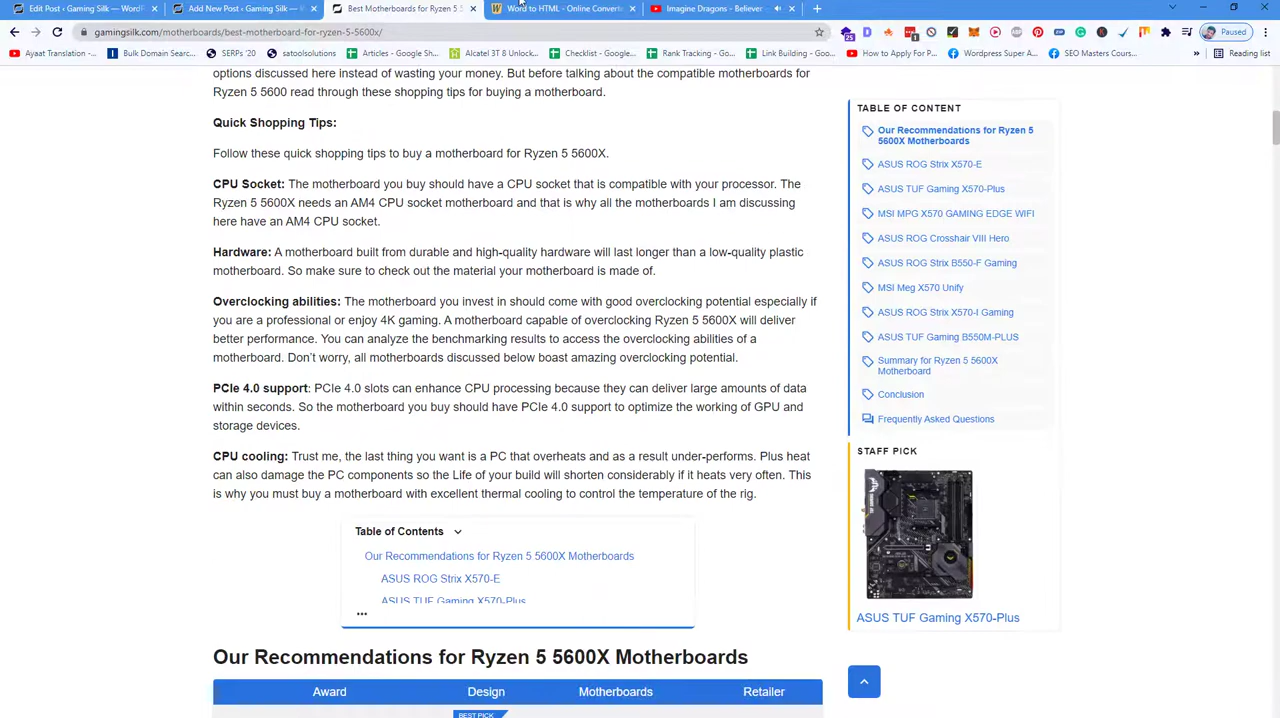 Edit Post ‹ Gaming Silk — WordPr
Add New Post ‹ Gaming Silk — W
Best Motherboards for Ryzen 5 5
Word to HTML - Online Converte
Imagine Dragons - Believer
gamingsilk.com/motherboards/best-motherboard-for-ryzen-5-5600x/
Paused
Ayaat Translation -...
Bulk Domain Search...
SERPs '20
satoolsolutions
Articles - Google Sh...
Alcatel 3T 8 Unlock...
Checklist - Google...
Rank Tracking - Go...
Link Building - Goo...
How to Apply For P...
Wordpress Super A...
SEO Masters Cours...
»
Reading list
options discussed here instead of wasting your money. But before talking about the compatible motherboards for
Ryzen 5 5600 read through these shopping tips for buying a motherboard.
Quick Shopping Tips:
Follow these quick shopping tips to buy a motherboard for Ryzen 5 5600X.
CPU Socket: The motherboard you buy should have a CPU socket that is compatible with your processor. The
Ryzen 5 5600X needs an AM4 CPU socket motherboard and that is why all the motherboards I am discussing
here have an AM4 CPU socket.
Hardware: A motherboard built from durable and high-quality hardware will last longer than a low-quality plastic
motherboard. So make sure to check out the material your motherboard is made of.
Overclocking abilities: The motherboard you invest in should come with good overclocking potential especially if
you are a professional or enjoy 4K gaming. A motherboard capable of overclocking Ryzen 5 5600X will deliver
better performance. You can analyze the benchmarking results to access the overclocking abilities of a
motherboard. Don't worry, all motherboards discussed below boast amazing overclocking potential.
PCIe 4.0 support: PCIe 4.0 slots can enhance CPU processing because they can deliver large amounts of data
within seconds. So the motherboard you buy should have PCIe 4.0 support to optimize the working of GPU and
storage devices.
CPU cooling: Trust me, the last thing you want is a PC that overheats and as a result under-performs. Plus heat
can also damage the PC components so the Life of your build will shorten considerably if it heats very often. This
is why you must buy a motherboard with excellent thermal cooling to control the temperature of the rig.
Table of Contents
Our Recommendations for Ryzen 5 5600X Motherboards
ASUS ROG Strix X570-E
ASUS TUF Gaming X570-Plus
...
Our Recommendations for Ryzen 5 5600X Motherboards
Award Design Motherboards Retailer
BEST PICK
TABLE OF CONTENT
Our Recommendations for Ryzen 5
5600X Motherboards
ASUS ROG Strix X570-E
ASUS TUF Gaming X570-Plus
MSI MPG X570 GAMING EDGE WIFI
ASUS ROG Crosshair VIII Hero
ASUS ROG Strix B550-F Gaming
MSI Meg X570 Unify
ASUS ROG Strix X570-I Gaming
ASUS TUF Gaming B550M-PLUS
Summary for Ryzen 5 5600X
Motherboard
Conclusion
Frequently Asked Questions
STAFF PICK
ASUS TUF Gaming X570-Plus